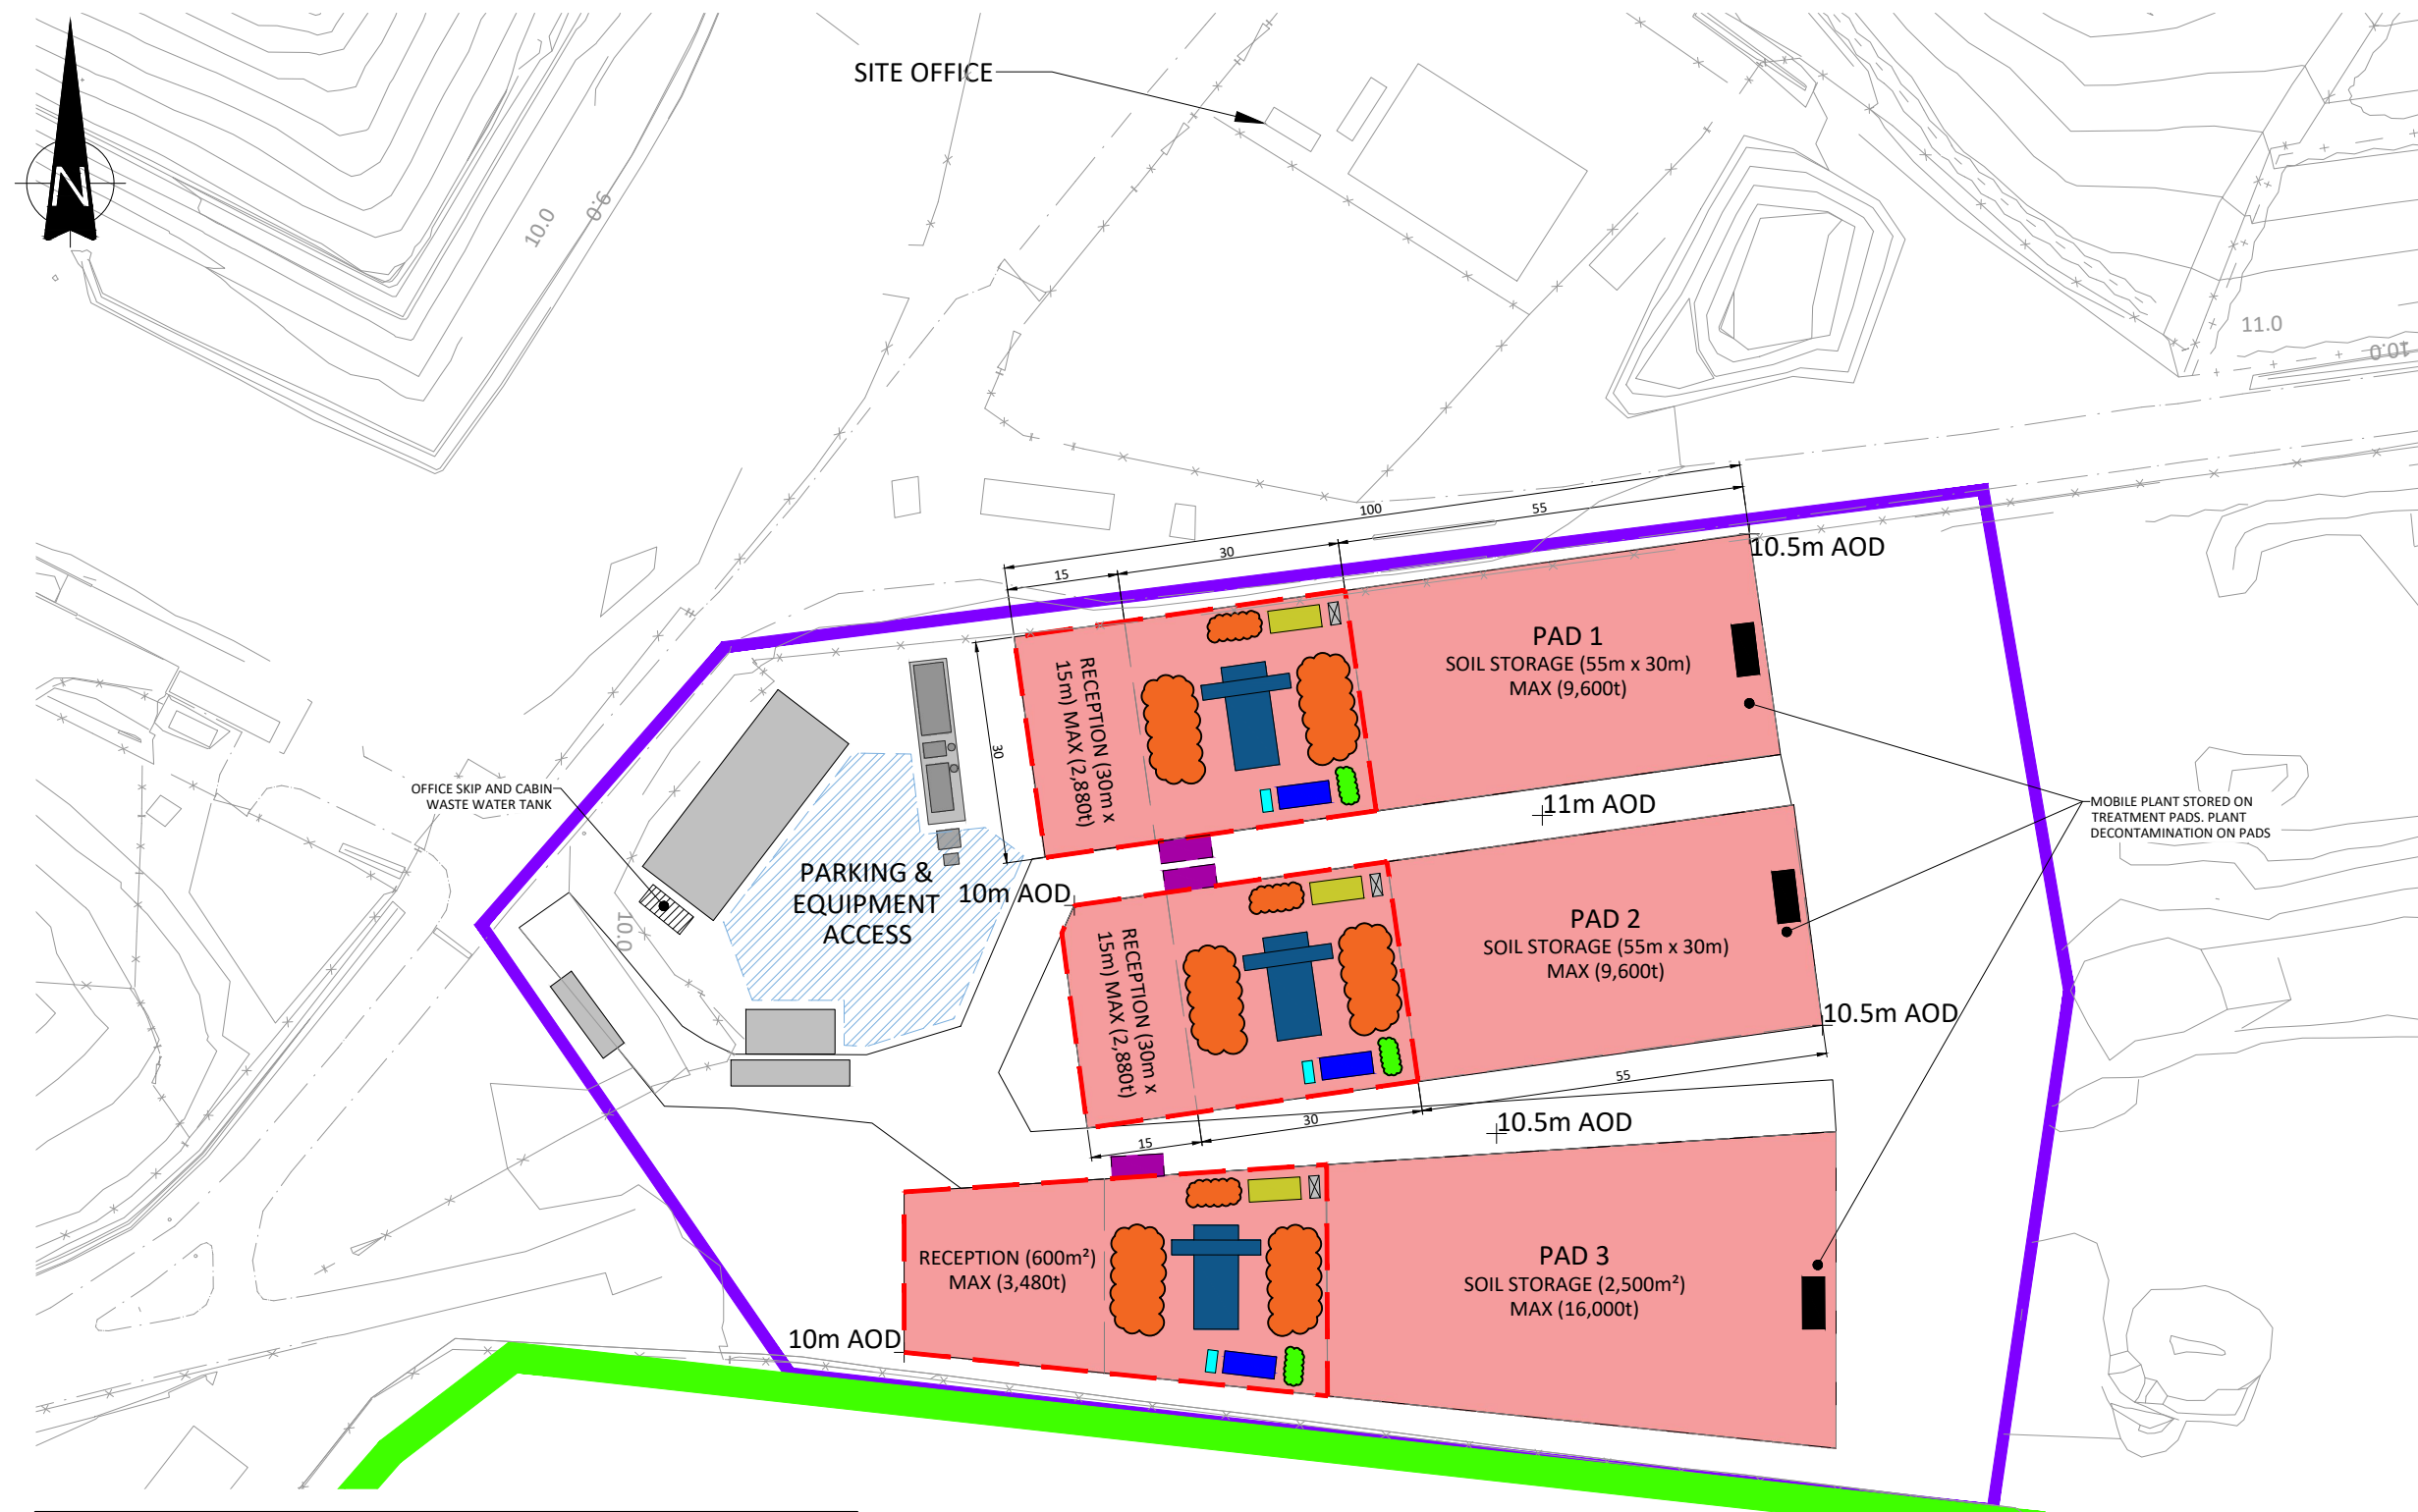 SITE OFFICE
N
10.0
9.0
11.0
10.0
100
55
30
15
10.5m AOD
PAD 1
SOIL STORAGE (55m x 30m)
MAX (9,600t)
RECEPTION (30m x
15m) MAX (2,880t)
30
OFFICE SKIP AND CABIN
WASTE WATER TANK
11m AOD
MOBILE PLANT STORED ON
TREATMENT PADS. PLANT
DECONTAMINATION ON PADS
PARKING &
EQUIPMENT
ACCESS
10m AOD
10.0
PAD 2
SOIL STORAGE (55m x 30m)
MAX (9,600t)
RECEPTION (30m x
15m) MAX (2,880t)
10.5m AOD
55
30
15
10.5m AOD
RECEPTION (600m²)
MAX (3,480t)
PAD 3
SOIL STORAGE (2,500m²)
MAX (16,000t)
10m AOD